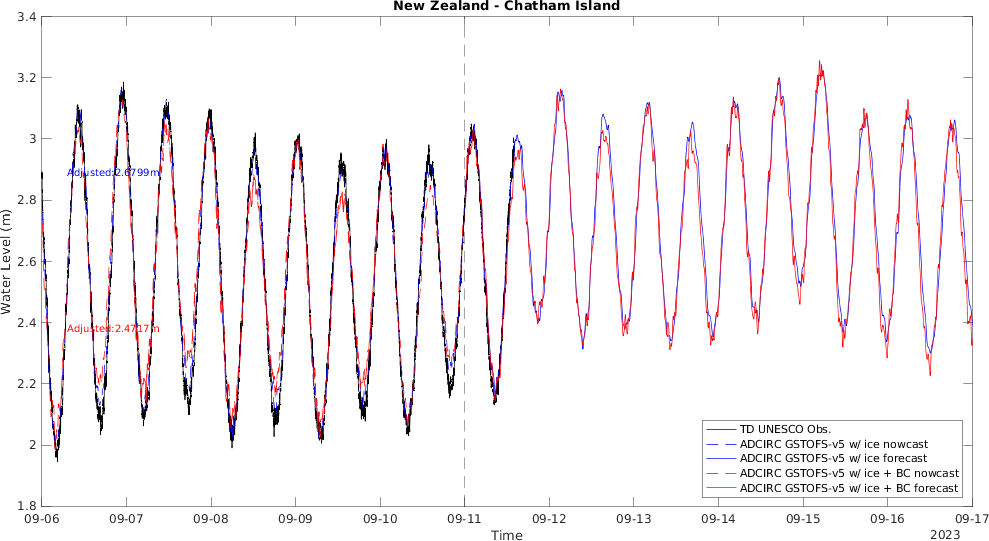 New Zealand - Chatham Island
3.4
3.2
3
2.8
2.6
2.4
2.2
2
1.8
Water Level (m)
Adjusted:2.6799m
Adjusted:2.4717m
TD UNESCO Obs.
ADCIRC GSTOFS-v5 w/ ice nowcast
ADCIRC GSTOFS-v5 w/ ice forecast
ADCIRC GSTOFS-v5 w/ ice + BC nowcast
ADCIRC GSTOFS-v5 w/ ice + BC forecast
09-06 09-07 09-08 09-09 09-10 09-11 09-12 09-13 09-14 09-15 09-16 09-17
Time
2023